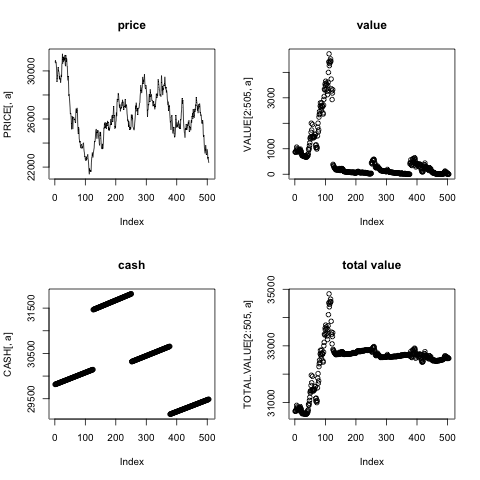 price
PRICE[, a]
22000 26000 30000
0 100 200 300 400 500
Index
value
VALUE[2:505, a]
0 1000 3000
0 100 200 300 400 500
Index
cash
CASH[, a]
29500 30500 31500
0 100 200 300 400 500
Index
total value
TOTAL.VALUE[2:505, a]
31000 33000 35000
0 100 200 300 400 500
Index